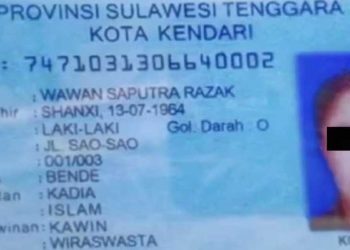 PROVINSI SULAWESI TENGGARA
KOTA KENDARI
: 7471031306640002
: WAWAN SAPUTRA RAZAK
hir : SHANXI, 13-07-1964
: LAKI-LAKI Gol. Darah : O
: JL. SAO-SAO
: 001/003
: BENDE
an : KADIA
: ISLAM
winan: KAWIN
: WIRASWASTA